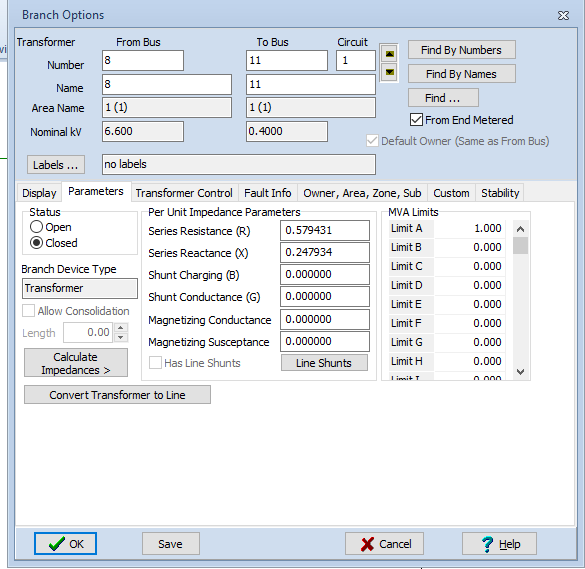 Branch Options
Transformer From Bus To Bus Circuit
Number 8 11 1 Find By Numbers
Name 8 11 Find By Names
Area Name 1 (1) 1 (1) Find ...
From End Metered
Nominal kV 6.600 0.4000
Default Owner (Same as From Bus)
Labels ... no labels
Display Parameters Transformer Control Fault Info Owner, Area, Zone, Sub Custom Stability
Status
Open
Closed
Branch Device Type
Transformer
Allow Consolidation
Length 0.00
Calculate
Impedances >
Convert Transformer to Line
Per Unit Impedance Parameters
Series Resistance (R) 0.579431
Series Reactance (X) 0.247934
Shunt Charging (B) 0.000000
Shunt Conductance (G) 0.000000
Magnetizing Conductance 0.000000
Magnetizing Susceptance 0.000000
Has Line Shunts Line Shunts
MVA Limits
Limit A 1.000
Limit B 0.000
Limit C 0.000
Limit D 0.000
Limit E 0.000
Limit F 0.000
Limit G 0.000
Limit H 0.000
Limit I 0.000
OK Save Cancel ? Help